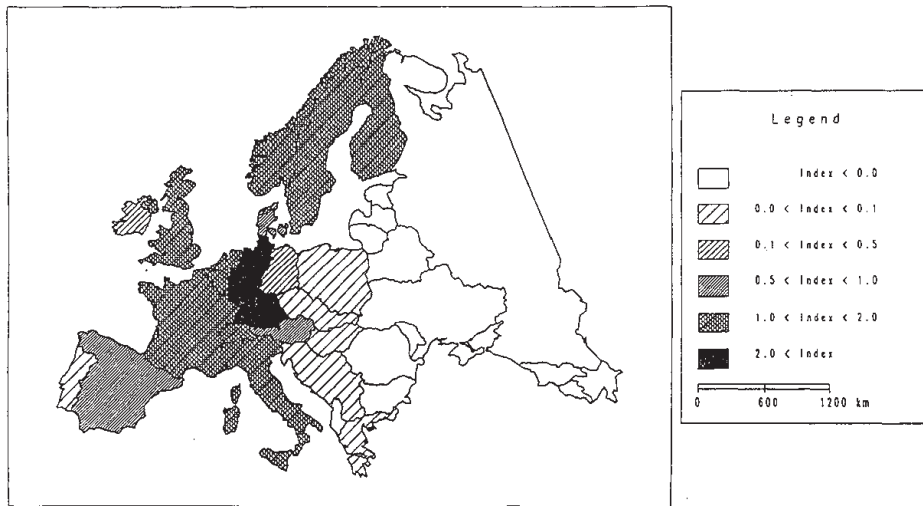 Legend
Index < 0.0
0.0 < Index < 0.1
0.1 < Index < 0.5
0.5 < Index < 1.0
1.0 < Index < 2.0
2.0 < Index
0 600 1200 km